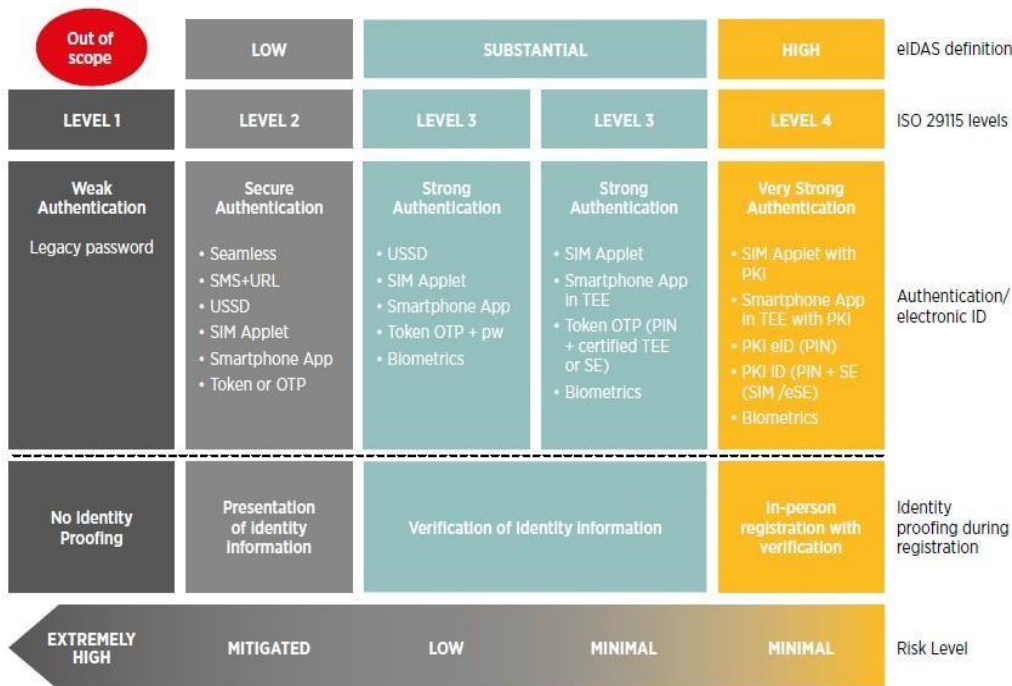 Out of
scope
LOW
SUBSTANTIAL
HIGH
eIDAS definition
LEVEL 1
LEVEL 2
LEVEL 3
LEVEL 3
LEVEL 4
ISO 29115 levels
Weak
Authentication
Legacy password
Secure
Authentication
• Seamless
• SMS+URL
• USSD
• SIM Applet
• Smartphone App
• Token or OTP
Strong
Authentication
• USSD
• SIM Applet
• Smartphone App
• Token OTP + pw
• Biometrics
Strong
Authentication
• SIM Applet
• Smartphone App
in TEE
• Token OTP (PIN
+ certified TEE
or SE)
• Biometrics
Very Strong
Authentication
• SIM Applet with
PKI
• Smartphone App
in TEE with PKI
• PKI eID (PIN)
• PKI ID (PIN + SE
(SIM /eSE)
• Biometrics
Authentication/
electronic ID
No Identity
Proofing
Presentation
of identity
information
Verification of Identity Information
In-person
registration with
verification
Identity
proofing during
registration
EXTREMELY
HIGH
MITIGATED
LOW
MINIMAL
MINIMAL
Risk Level